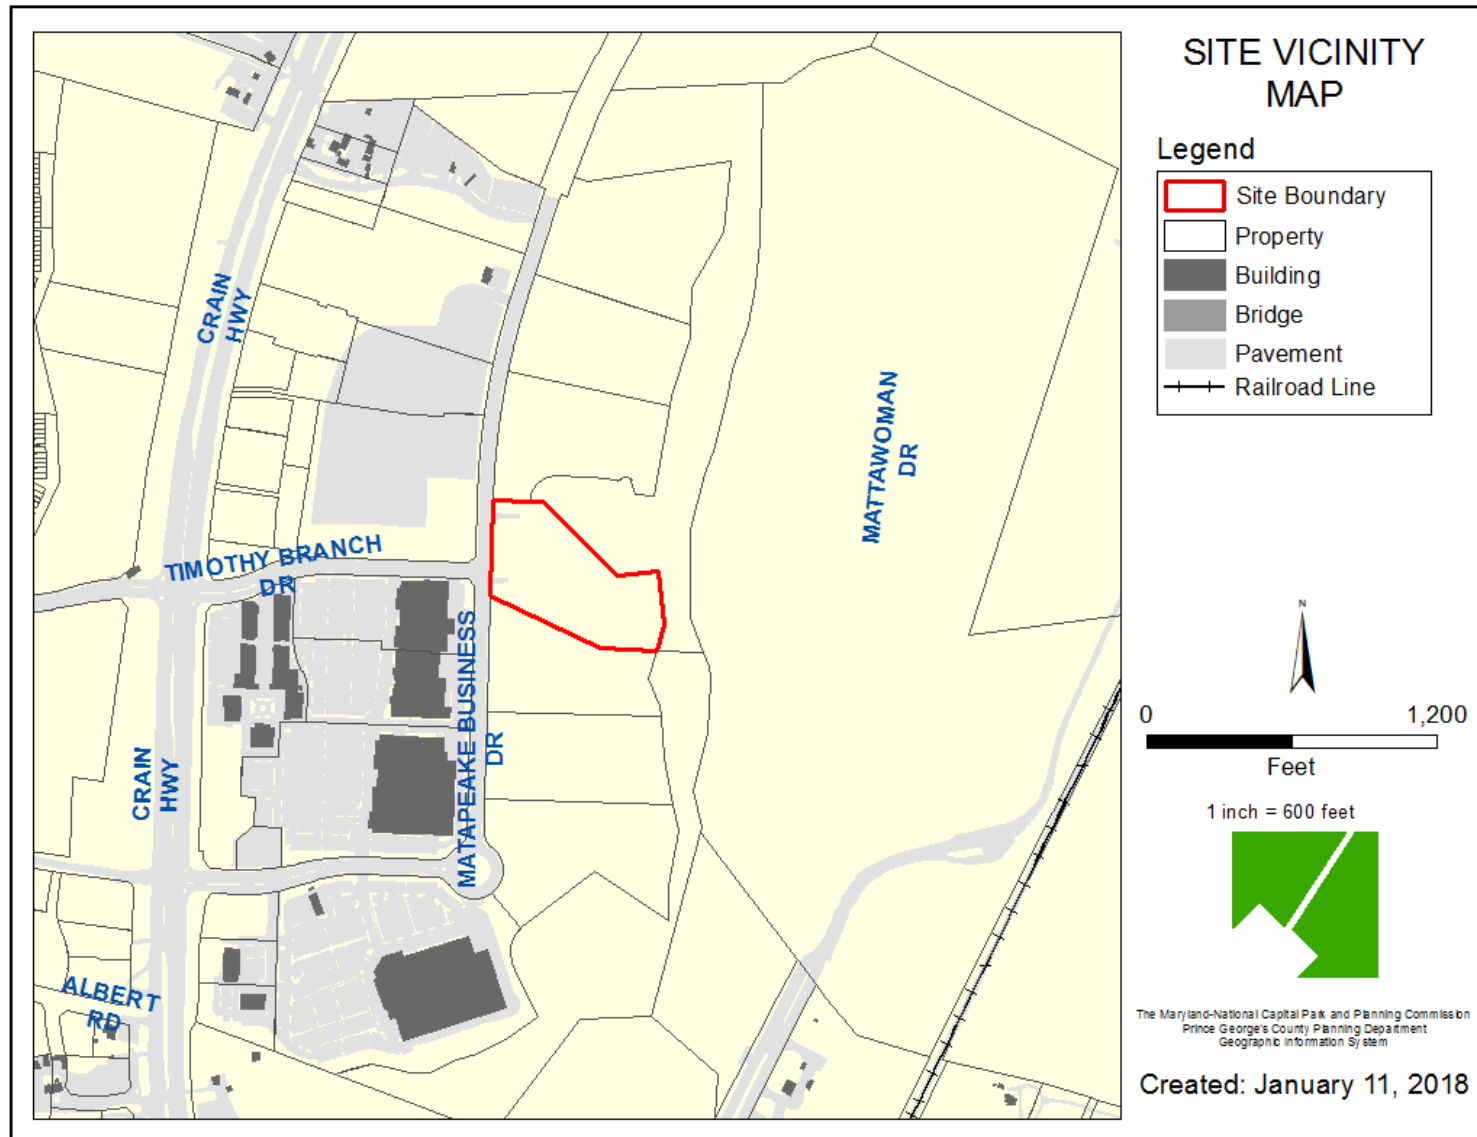 SITE VICINITY
MAP
Legend
Site Boundary
Property
Building
Bridge
Pavement
Railroad Line
CRAIN
HWY
MATTAWOMAN
DR
TIMOTHY BRANCH
DR
MATAPEAKE BUSINESS
DR
CRAIN
HWY
ALBERT
RD
N
0 1,200
Feet
1 inch = 600 feet
The Maryland-National Capital Park and Planning Commission
Prince George's County Planning Department
Geographic Information System
Created: January 11, 2018